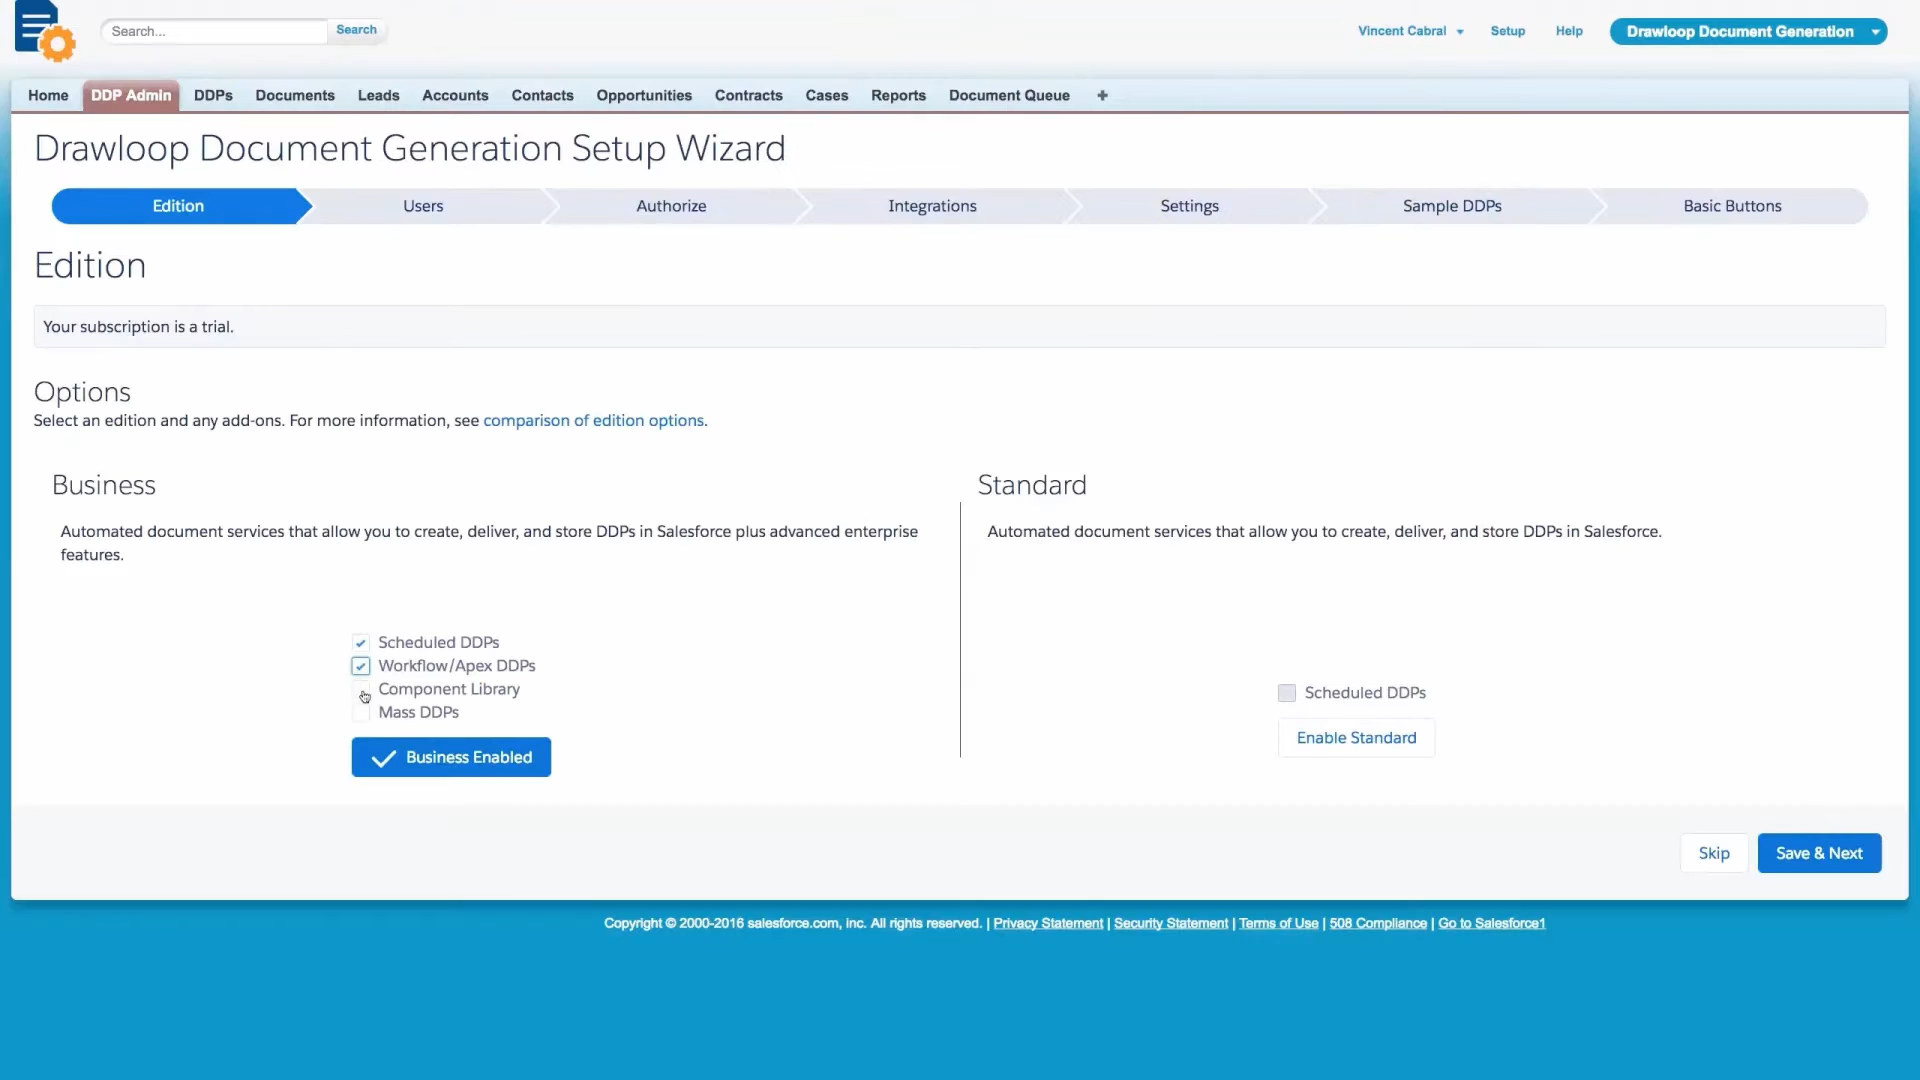 Search...
Search
Vincent Cabral
Setup
Help
Drawloop Document Generation
Home
DDP Admin
DDPs
Documents
Leads
Accounts
Contacts
Opportunities
Contracts
Cases
Reports
Document Queue
+
Drawloop Document Generation Setup Wizard
Edition
Users
Authorize
Integrations
Settings
Sample DDPs
Basic Buttons
Edition
Your subscription is a trial.
Options
Select an edition and any add-ons. For more information, see comparison of edition options.
Business
Automated document services that allow you to create, deliver, and store DDPs in Salesforce plus advanced enterprise
features.
Scheduled DDPs
Workflow/Apex DDPs
Component Library
Mass DDPs
Business Enabled
Standard
Automated document services that allow you to create, deliver, and store DDPs in Salesforce.
Scheduled DDPs
Enable Standard
Skip
Save & Next
Copyright © 2000-2016 salesforce.com, inc. All rights reserved. | Privacy Statement | Security Statement | Terms of Use | 508 Compliance | Go to Salesforce1